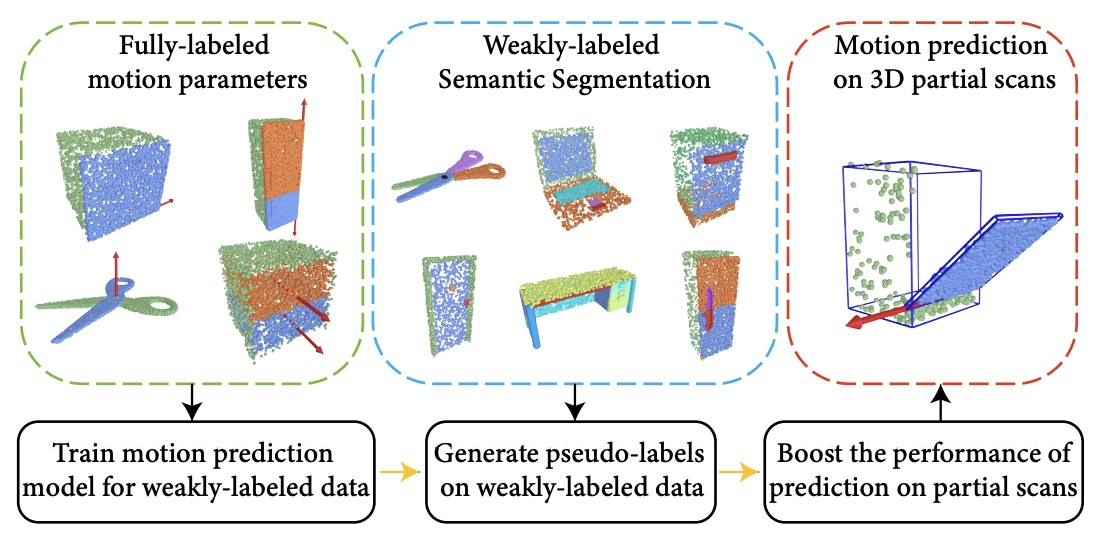 Fully-labeled
motion parameters
Weakly-labeled
Semantic Segmentation
Motion prediction
on 3D partial scans
Train motion prediction
model for weakly-labeled data
Generate pseudo-labels
on weakly-labeled data
Boost the performance of
prediction on partial scans